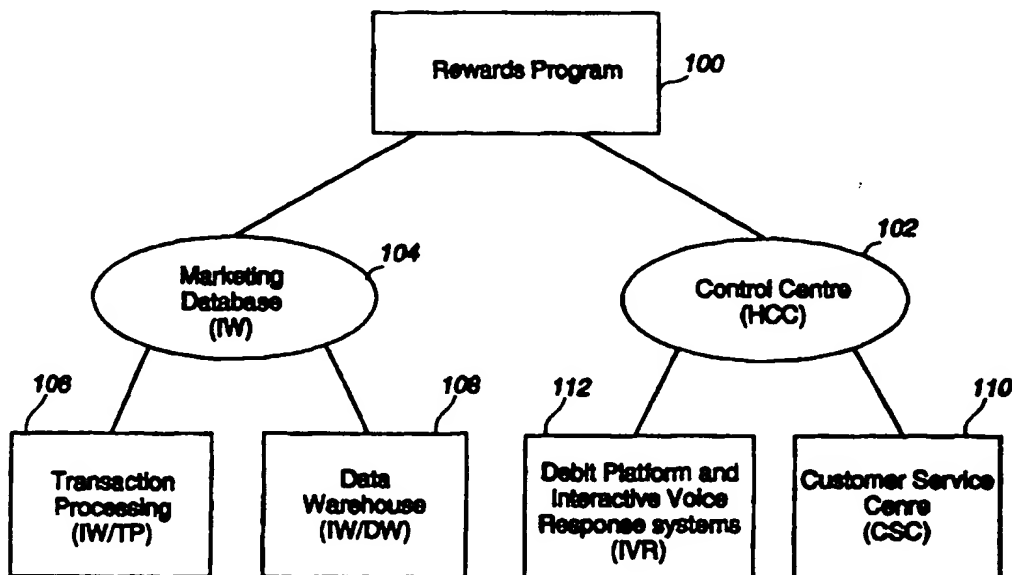 Rewards Program
100
102
104
Marketing
Database
(IW)
Control Centre
(HCC)
106
108
112
110
Transaction
Processing
(IW/TP)
Data
Warehouse
(IW/DW)
Debit Platform and
Interactive Voice
Response systems
(IVR)
Customer Service
Cenre
(CSC)